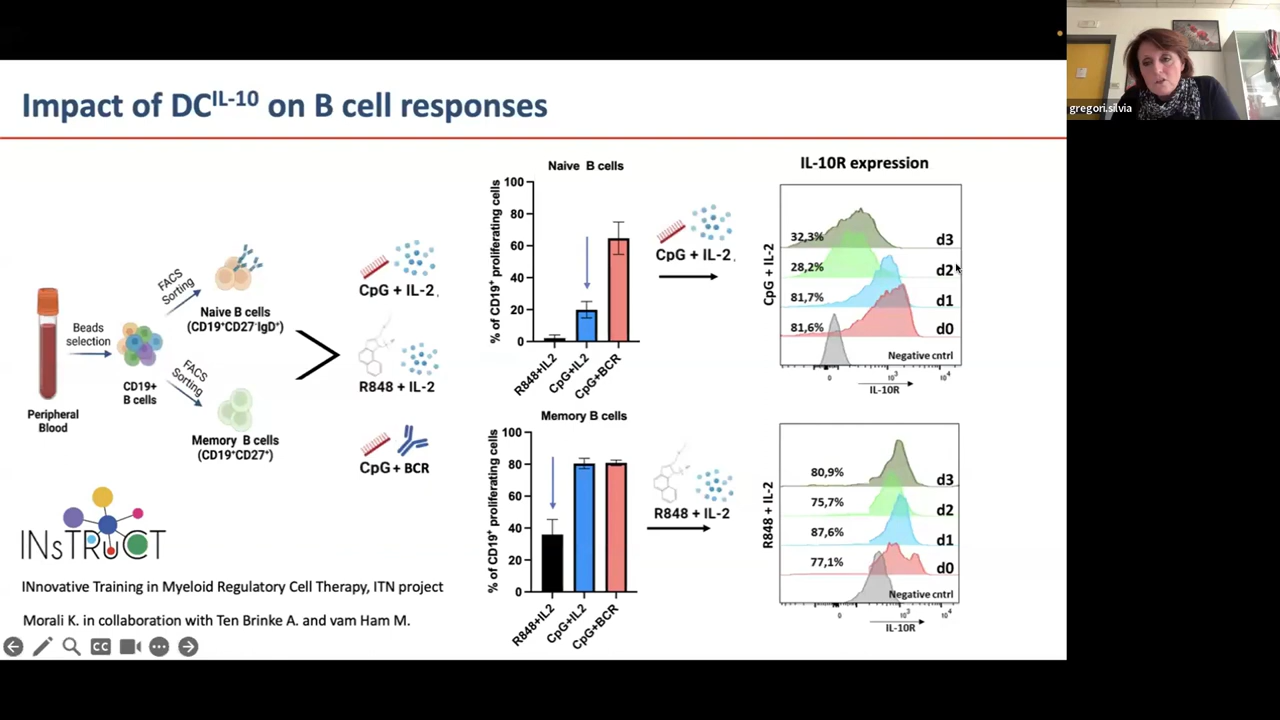 gregori.silvia
Impact of DC^IL-10 on B cell responses
Peripheral
Blood
Beads
selection
CD19+
B cells
FACS
Sorting
Naive B cells
(CD19⁺CD27⁻IgD⁺)
FACS
Sorting
Memory B cells
(CD19⁺CD27⁺)
CpG + IL-2
R848 + IL-2
CpG + BCR
Naive B cells
% of CD19⁺ proliferating cells
100
80
60
40
20
0
R848+IL2
CpG+IL2
CpG+BCR
CpG + IL-2
IL-10R expression
CpG + IL-2
32,3%
d3
28,2%
d2
81,7%
d1
81,6%
d0
Negative cntrl
0
10³
10⁴
IL-10R
Memory B cells
% of CD19⁺ proliferating cells
100
80
60
40
20
0
R848+IL2
CpG+IL2
CpG+BCR
R848 + IL-2
R848 + IL-2
80,9%
d3
75,7%
d2
87,6%
d1
77,1%
d0
Negative cntrl
0
10³
10⁴
IL-10R
INsTRuCT
INnovative Training in Myeloid Regulatory Cell Therapy, ITN project
Morali K. in collaboration with Ten Brinke A. and vam Ham M.
CC